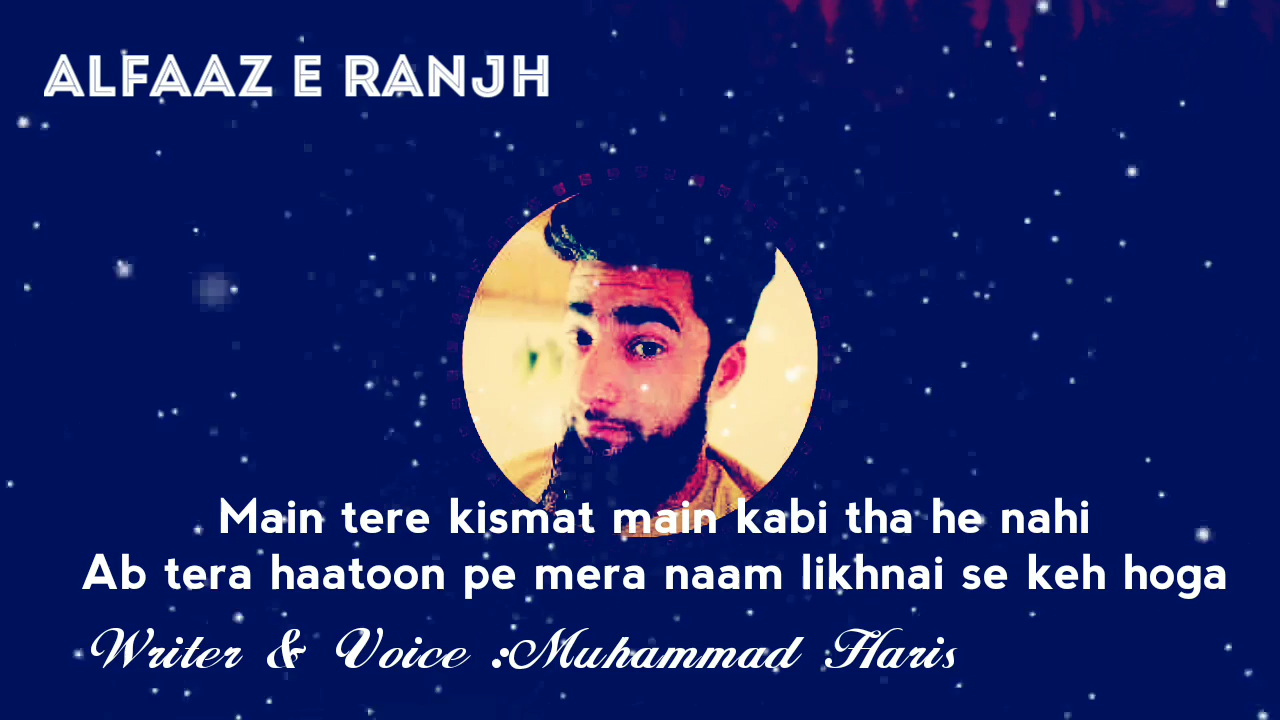 ALFAAZ E RANJH
Main tere kismat main kabi tha he nahi
Ab tera haatoon pe mera naam likhnai se keh hoga
Writer & Voice :Muhammad Haris